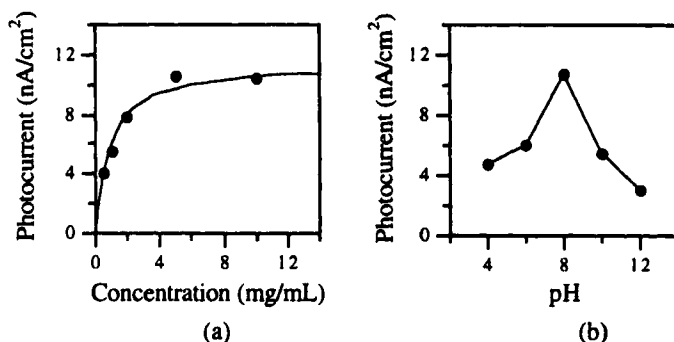 Photocurrent (nA/cm²)
12
8
4
0
0 4 8 12
Concentration (mg/mL)
(a)
Photocurrent (nA/cm²)
12
8
4
0
4 8 12
pH
(b)